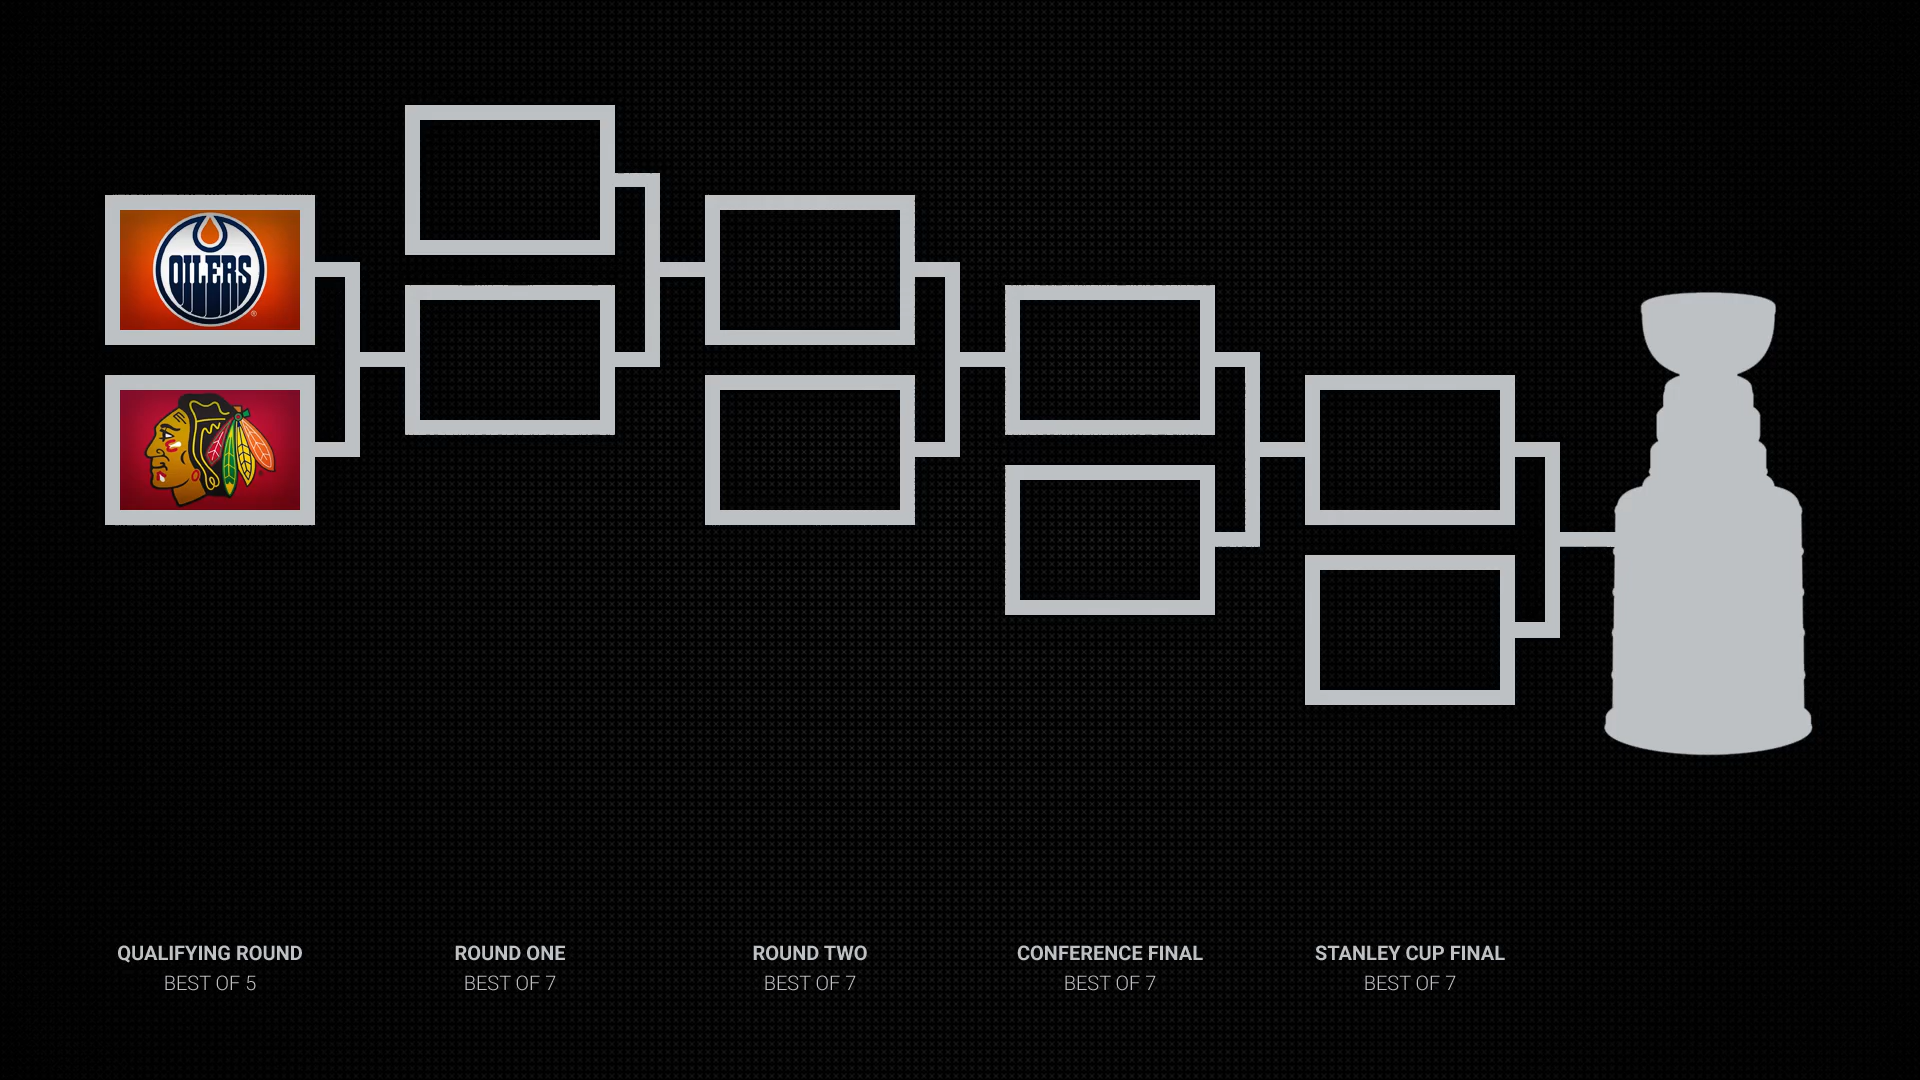 OILERS
®
QUALIFYING ROUND
BEST OF 5
ROUND ONE
BEST OF 7
ROUND TWO
BEST OF 7
CONFERENCE FINAL
BEST OF 7
STANLEY CUP FINAL
BEST OF 7